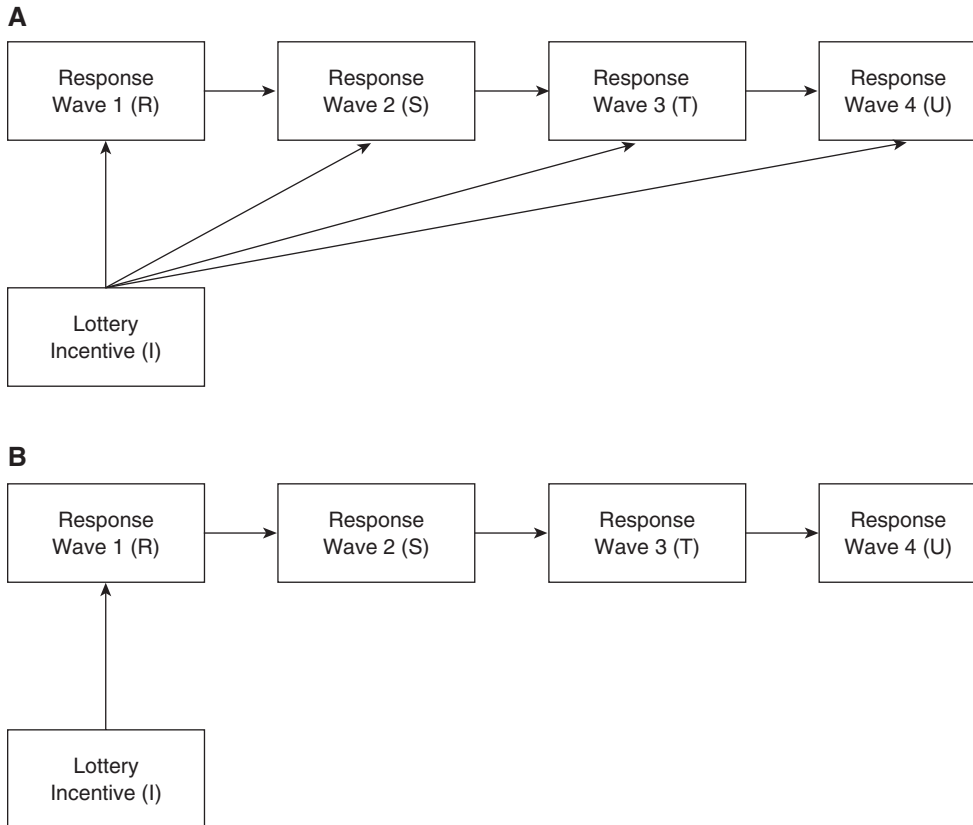 A
Response
Wave 1 (R)
Response
Wave 2 (S)
Response
Wave 3 (T)
Response
Wave 4 (U)
Lottery
Incentive (I)
B
Response
Wave 1 (R)
Response
Wave 2 (S)
Response
Wave 3 (T)
Response
Wave 4 (U)
Lottery
Incentive (I)